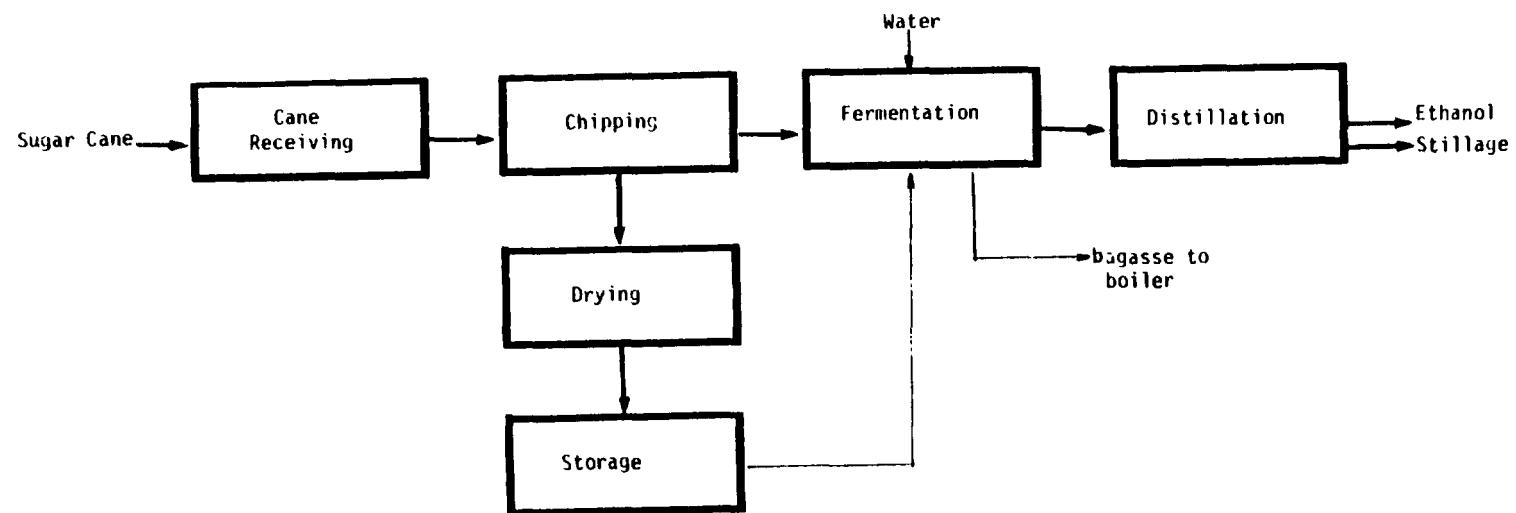 Water
Sugar Cane
Cane
Receiving
Chipping
Fermentation
Distillation
Ethanol
Stillage
Drying
bagasse to
boiler
Storage